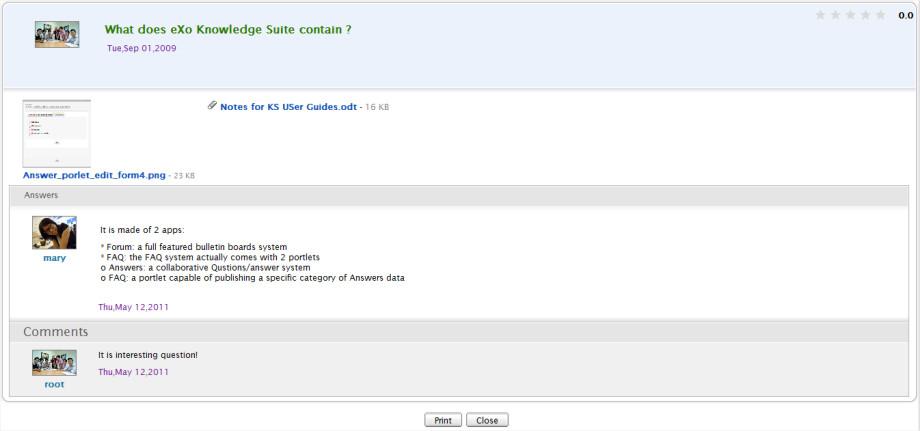 What does eXo Knowledge Suite contain ?
0.0
Tue,Sep 01,2009
Notes for KS USer Guides.odt - 16 KB
Answer_porlet_edit_form4.png - 23 KB
Answers
It is made of 2 apps:
* Forum: a full featured bulletin boards system
* FAQ: the FAQ system actually comes with 2 portlets
o Answers: a collaborative Qustions/answer system
o FAQ: a portlet capable of publishing a specific category of Answers data
mary
Thu,May 12,2011
Comments
It is interesting question!
Thu,May 12,2011
root
Print Close